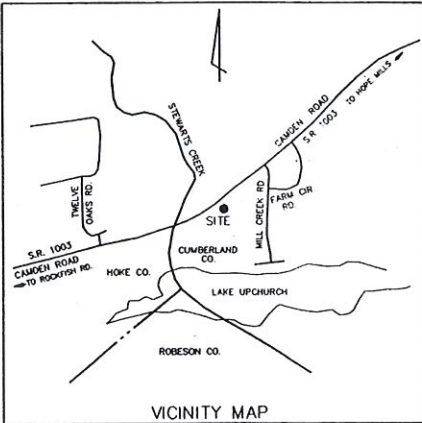 STEWARTS CREEK
CAMDEN ROAD
S.R. 1003 TO HOPE MILLS
TWELVE
OAKS RD.
MILL CREEK RD
FARM CIR
RD.
SITE
S.R. 1003
CAMDEN ROAD
TO ROCKFISH RD.
HOKE CO.
CUMBERLAND
CO.
LAKE UPCHURCH
ROBESON CO.
VICINITY MAP